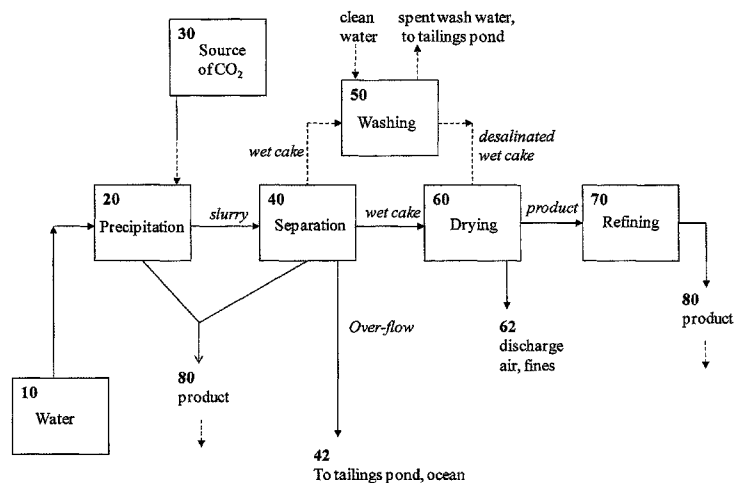 clean
water
spent wash water,
to tailings pond
30
Source
of CO2
50
Washing
wet cake
desalinated
wet cake
20
Precipitation
slurry
40
Separation
wet cake
60
Drying
product
70
Refining
80
product
Over-flow
62
discharge
air, fines
80
product
10
Water
42
To tailings pond, ocean